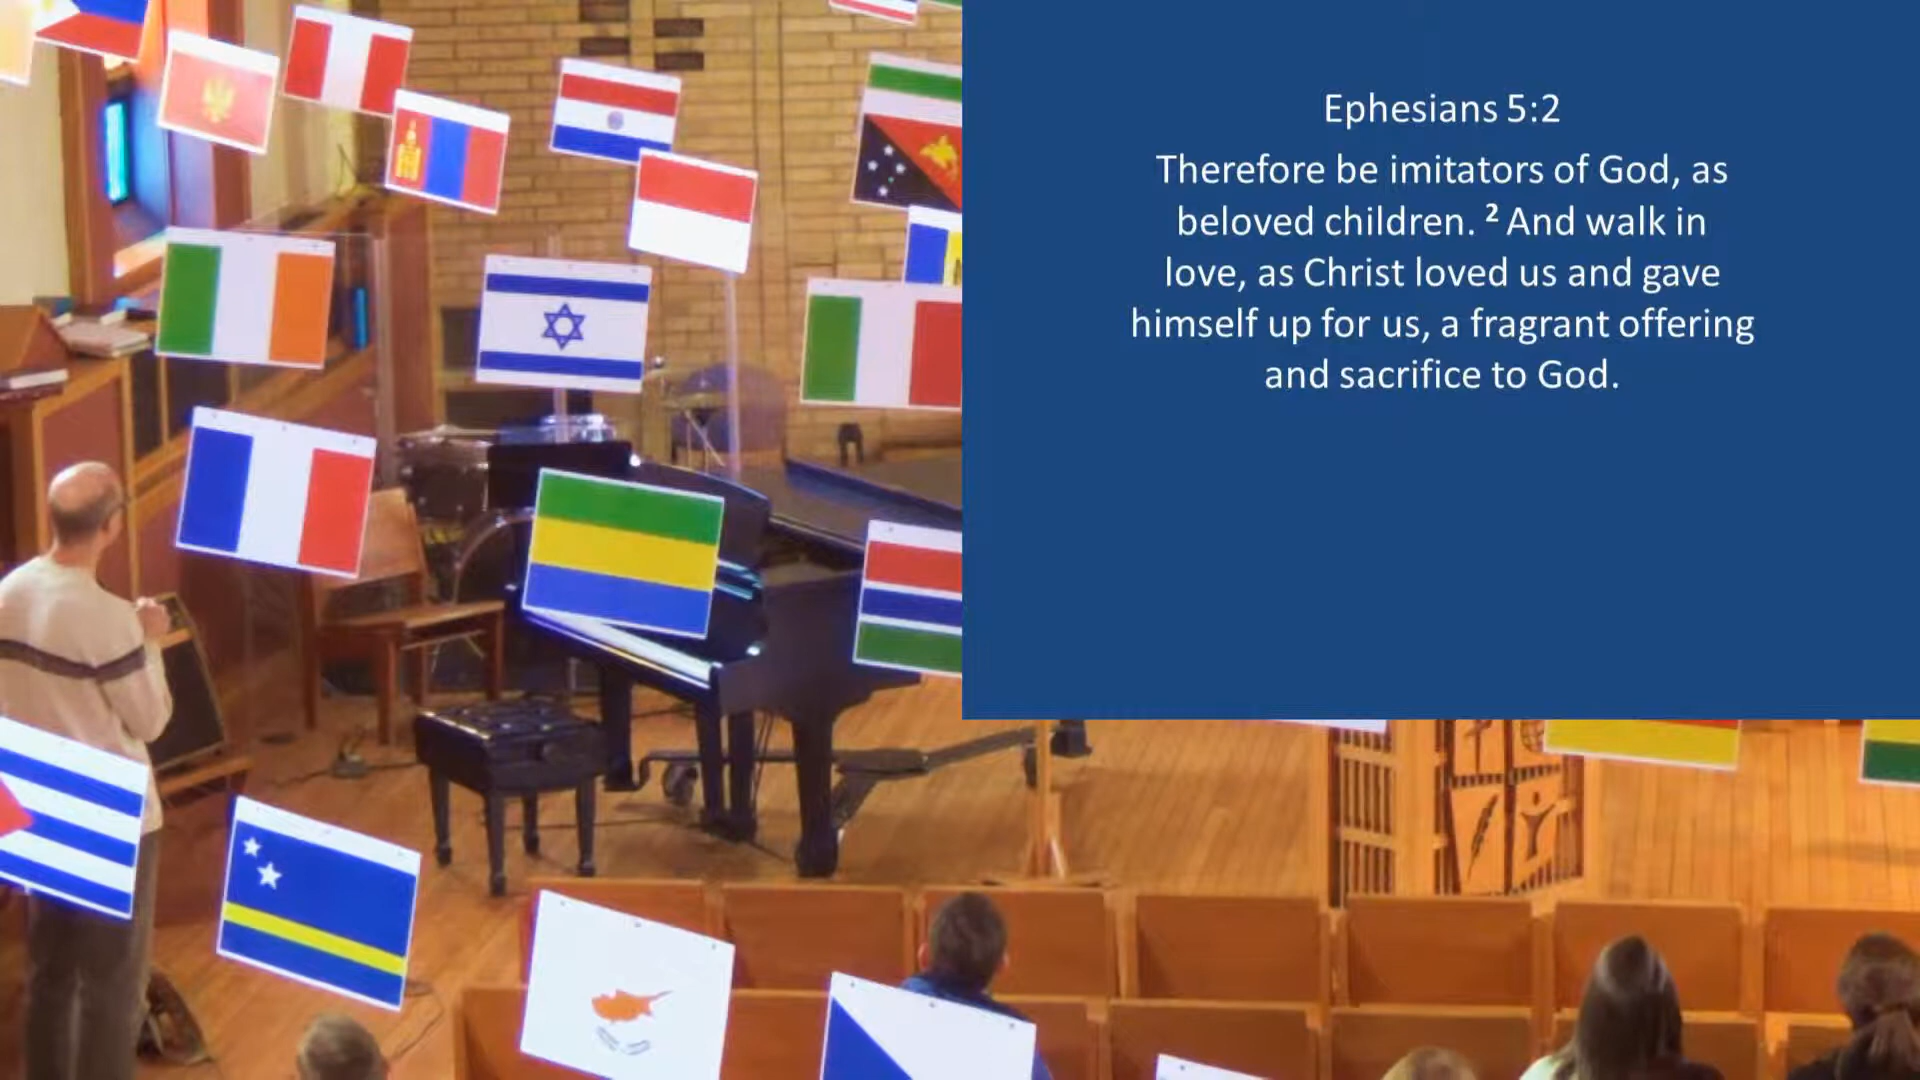 Ephesians 5:2
Therefore be imitators of God, as
beloved children. ² And walk in
love, as Christ loved us and gave
himself up for us, a fragrant offering
and sacrifice to God.